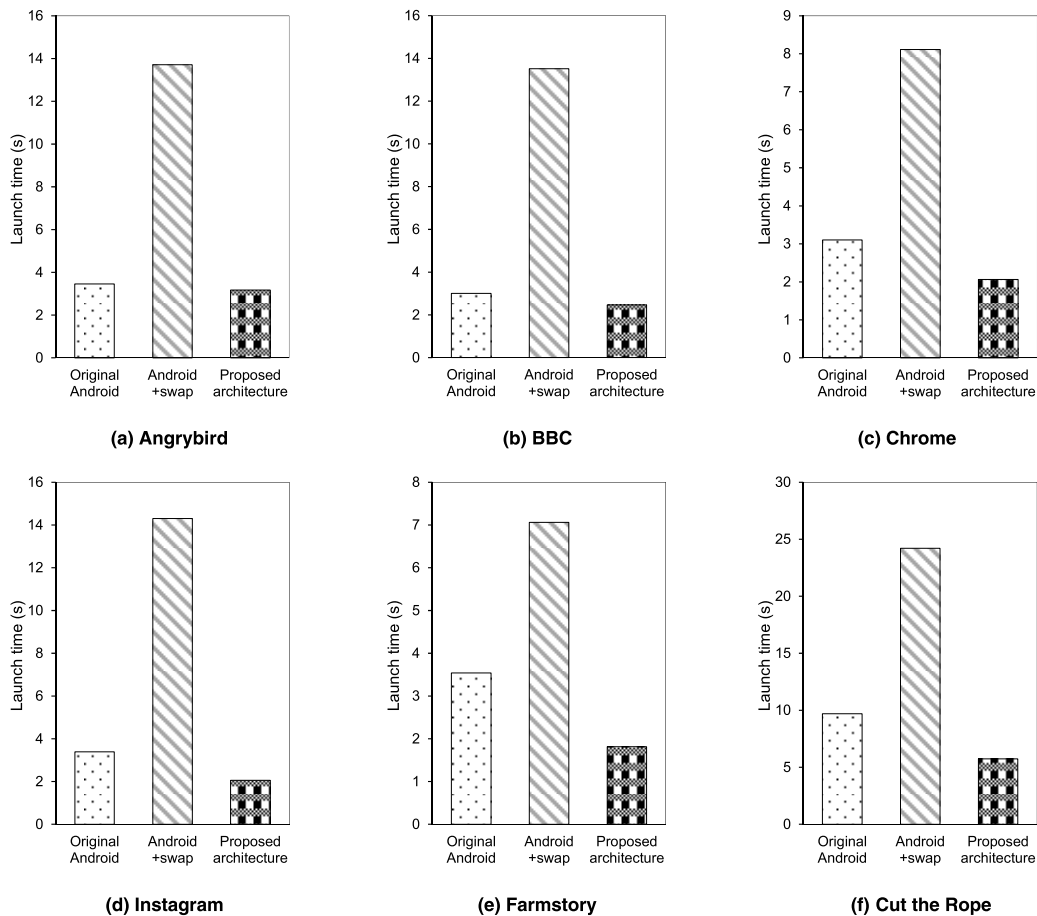 Launch time (s)
16
14
12
10
8
6
4
2
0
Original Android
Android +swap
Proposed architecture
(a) Angrybird
Launch time (s)
16
14
12
10
8
6
4
2
0
Original Android
Android +swap
Proposed architecture
(b) BBC
Launch time (s)
9
8
7
6
5
4
3
2
1
0
Original Android
Android +swap
Proposed architecture
(c) Chrome
Launch time (s)
16
14
12
10
8
6
4
2
0
Original Android
Android +swap
Proposed architecture
(d) Instagram
Launch time (s)
8
7
6
5
4
3
2
1
0
Original Android
Android +swap
Proposed architecture
(e) Farmstory
Launch time (s)
30
25
20
15
10
5
0
Original Android
Android +swap
Proposed architecture
(f) Cut the Rope